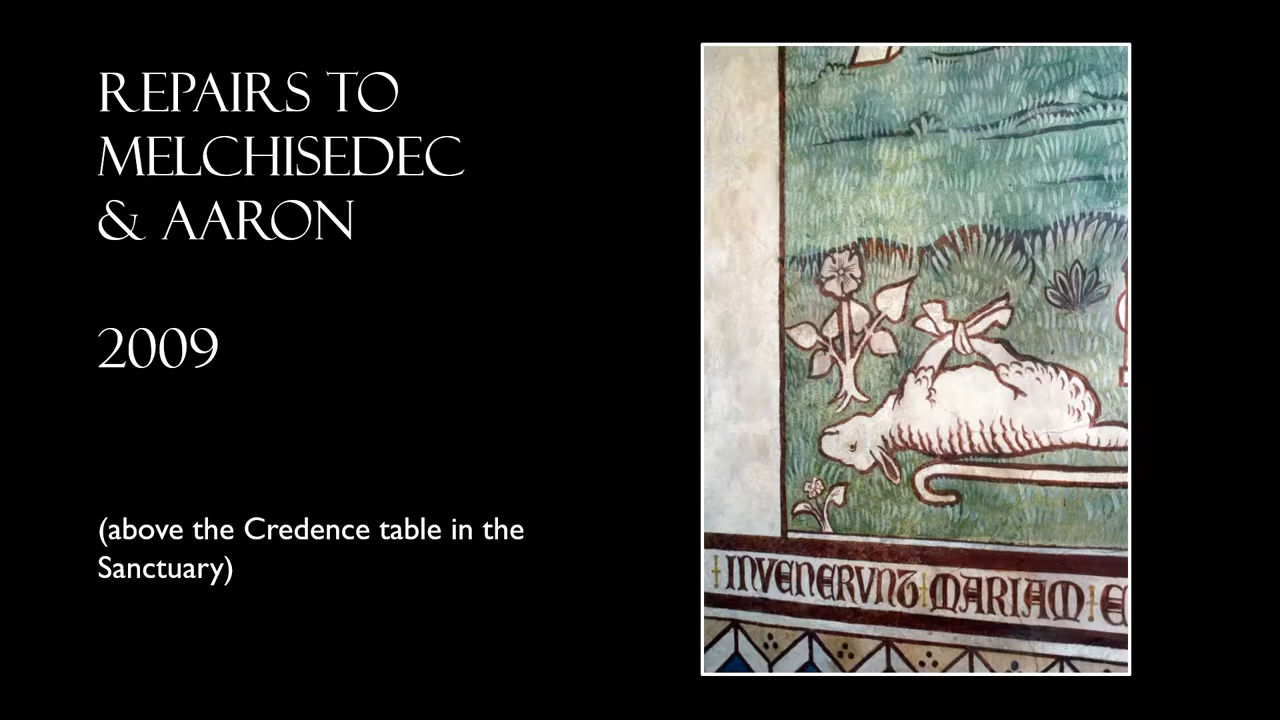 REPAIRS TO
MELCHISEDEC
& AARON
2009
(above the Credence table in the
Sanctuary)
INVENERVNT MARIAM E